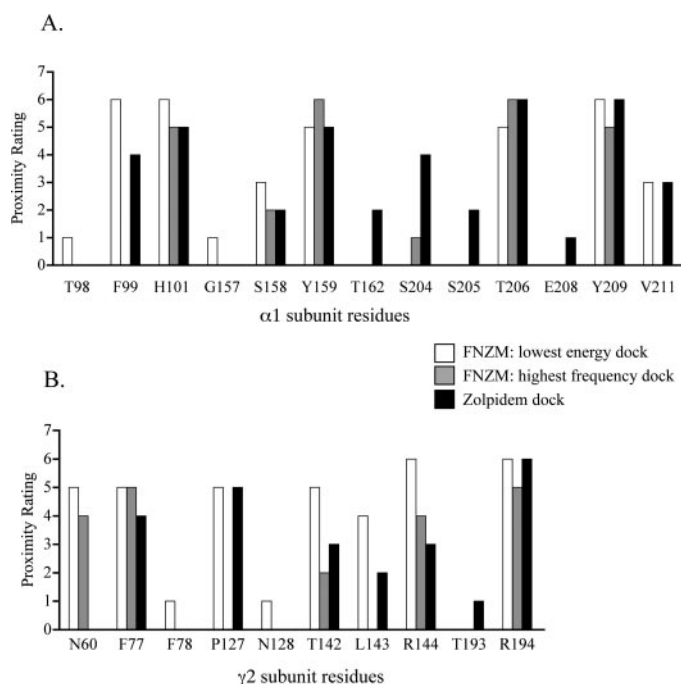 A.
Proximity Rating
7
6
5
4
3
2
1
0
T98 F99 H101 G157 S158 Y159 T162 S204 S205 T206 E208 Y209 V211
α1 subunit residues
FNZM: lowest energy dock
FNZM: highest frequency dock
Zolpidem dock
B.
Proximity Rating
7
6
5
4
3
2
1
0
N60 F77 F78 P127 N128 T142 L143 R144 T193 R194
γ2 subunit residues